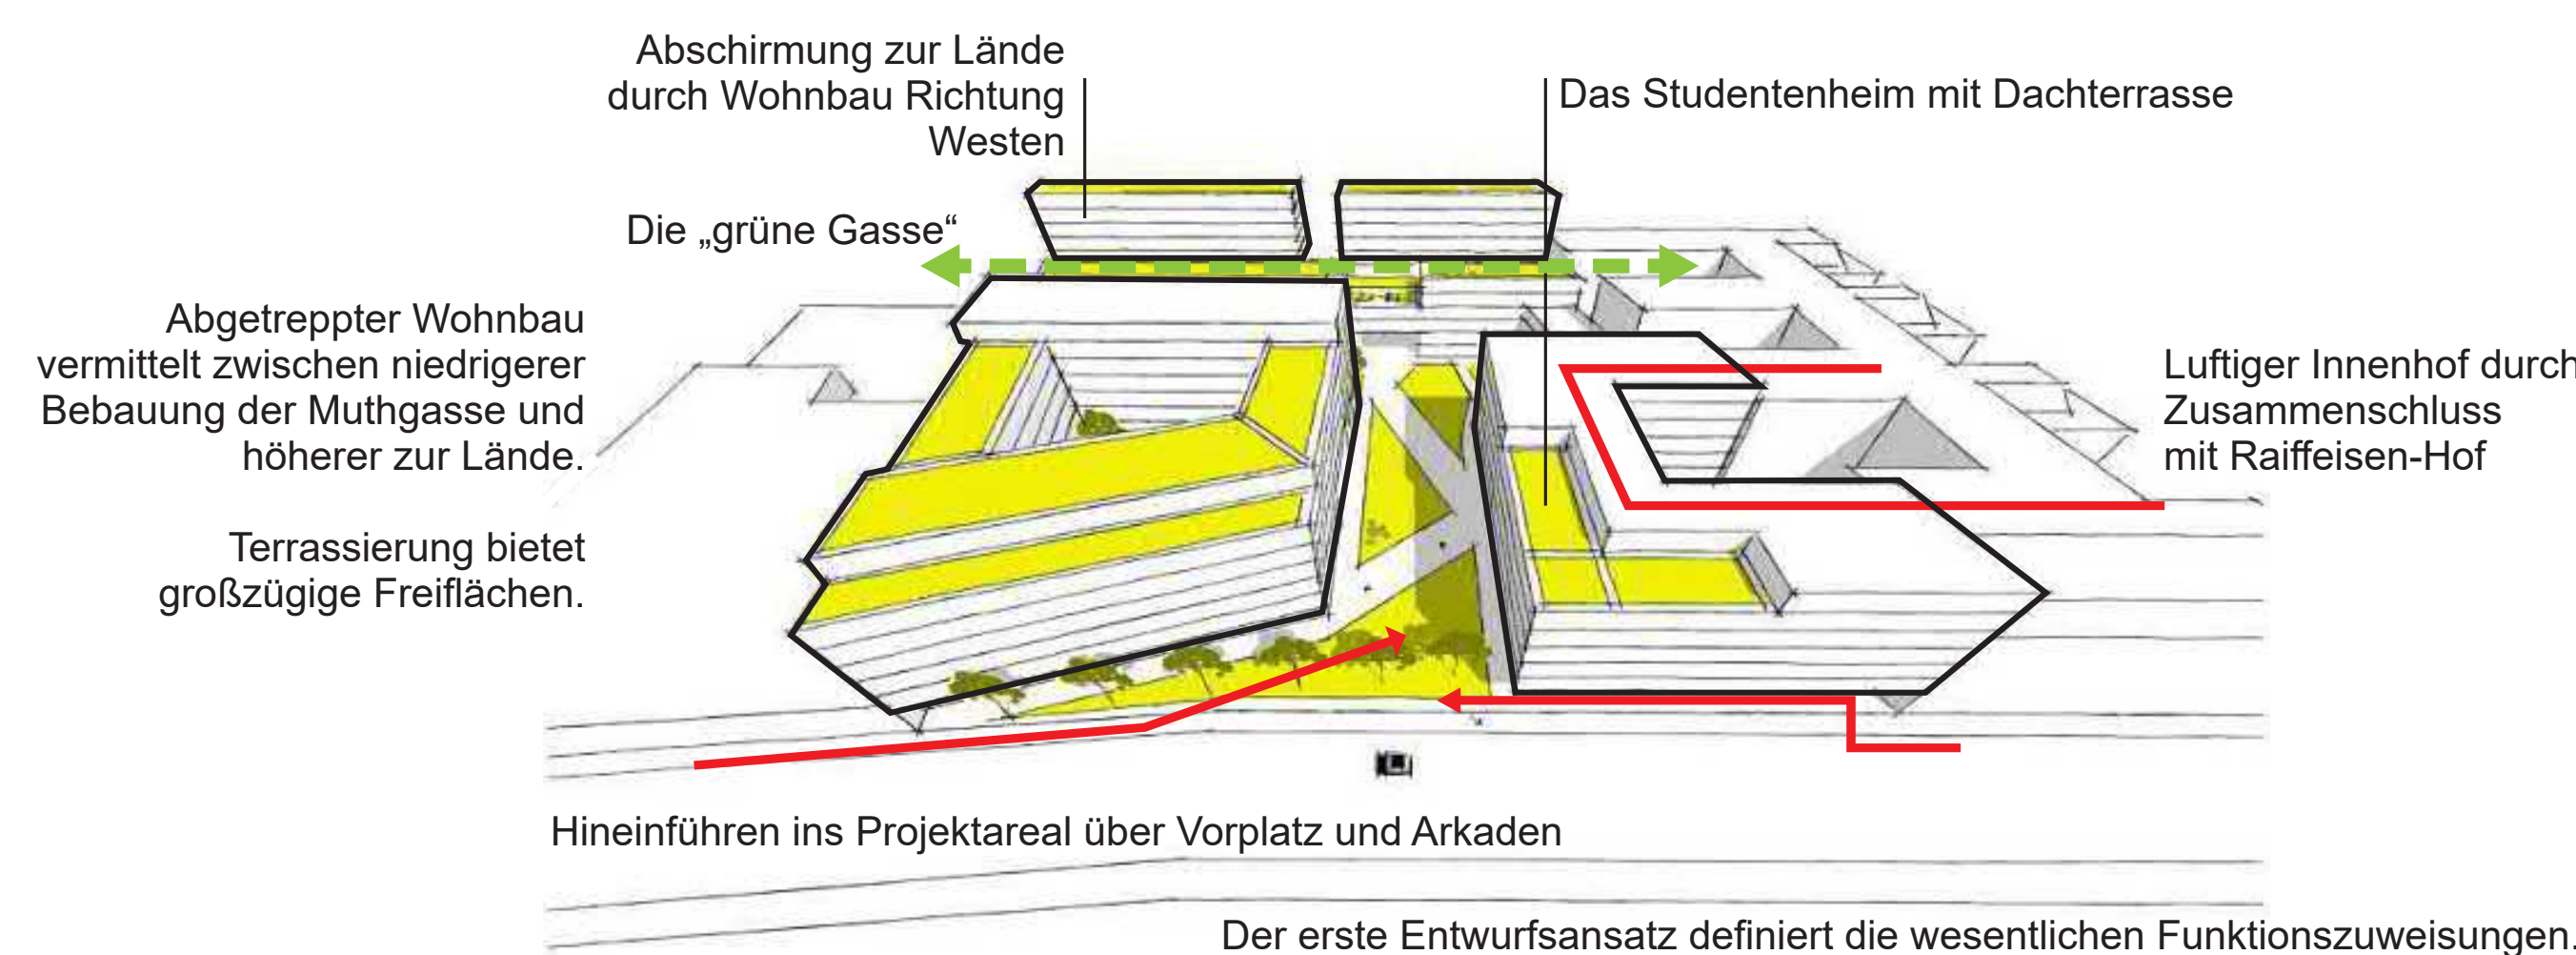 Abschirmung zur Lände
durch Wohnbau Richtung
Westen
Das Studentenheim mit Dachterrasse
Die „grüne Gasse“
Abgetreppter Wohnbau
vermittelt zwischen niedrigerer
Bebauung der Muthgasse und
höherer zur Lände.
Luftiger Innenhof durch
Zusammenschluss
mit Raiffeisen-Hof
Terrassierung bietet
großzügige Freiflächen.
Hineinführen ins Projektareal über Vorplatz und Arkaden
Der erste Entwurfsansatz definiert die wesentlichen Funktionszuweisungen.